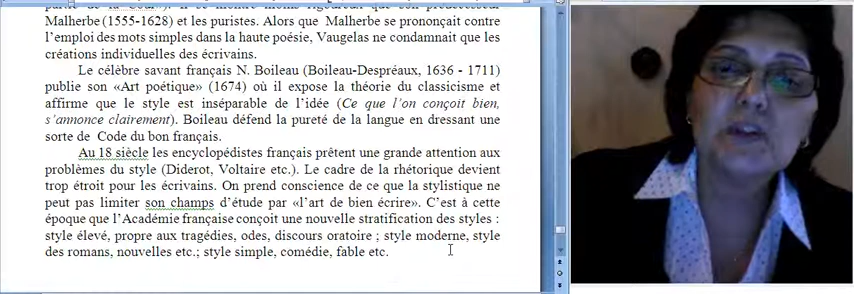 Malherbe (1555-1628) et les puristes. Alors que Malherbe se prononçait contre
l'emploi des mots simples dans la haute poésie, Vaugelas ne condamnait que les
créations individuelles des écrivains.
Le célèbre savant français N. Boileau (Boileau-Despréaux, 1636 - 1711)
publie son «Art poétique» (1674) où il expose la théorie du classicisme et
affirme que le style est inséparable de l'idée (Ce que l'on conçoit bien,
s'annonce clairement). Boileau défend la pureté de la langue en dressant une
sorte de Code du bon français.
Au 18 siècle les encyclopédistes français prêtent une grande attention aux
problèmes du style (Diderot, Voltaire etc.). Le cadre de la rhétorique devient
trop étroit pour les écrivains. On prend conscience de ce que la stylistique ne
peut pas limiter son champs d'étude par «l'art de bien écrire». C'est à cette
époque que l'Académie française conçoit une nouvelle stratification des styles :
style élevé, propre aux tragédies, odes, discours oratoire ; style moderne, style
des romans, nouvelles etc.; style simple, comédie, fable etc.